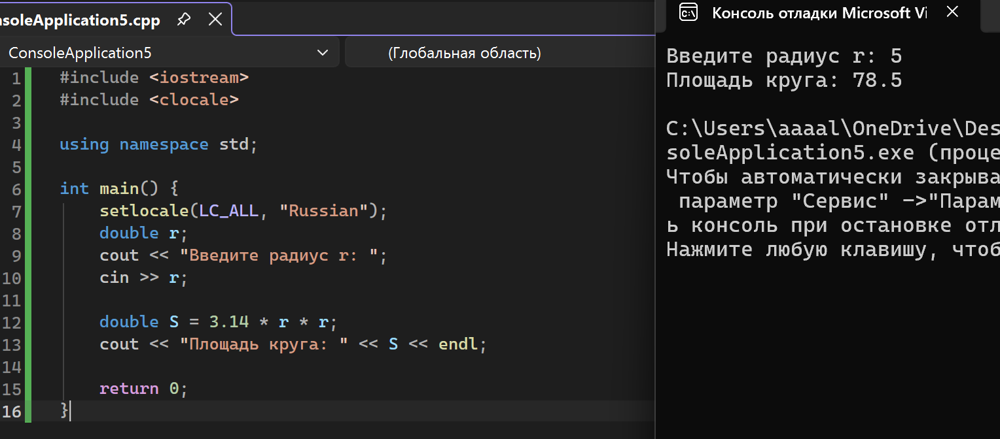 nsoleApplication5.cpp
ConsoleApplication5
(Глобальная область)
1 #include <iostream>
2 #include <clocale>
3
4 using namespace std;
5
6 int main() {
7 setlocale(LC_ALL, "Russian");
8 double r;
9 cout << "Введите радиус r: ";
10 cin >> r;
11
12 double S = 3.14 * r * r;
13 cout << "Площадь круга: " << S << endl;
14
15 return 0;
16 }
Консоль отладки Microsoft Vi
Введите радиус r: 5
Площадь круга: 78.5
C:\Users\aaaal\OneDrive\Des
soleApplication5.exe (проце
Чтобы автоматически закрыва
параметр "Сервис" ->"Парам
ь консоль при остановке отл
Нажмите любую клавишу, чтоб